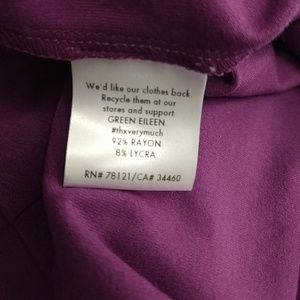 We'd like our clothes back.
Recycle them at our
stores and support
GREEN EILEEN
#thxverymuch
92% RAYON
8% LYCRA
RN# 78121/CA# 34460